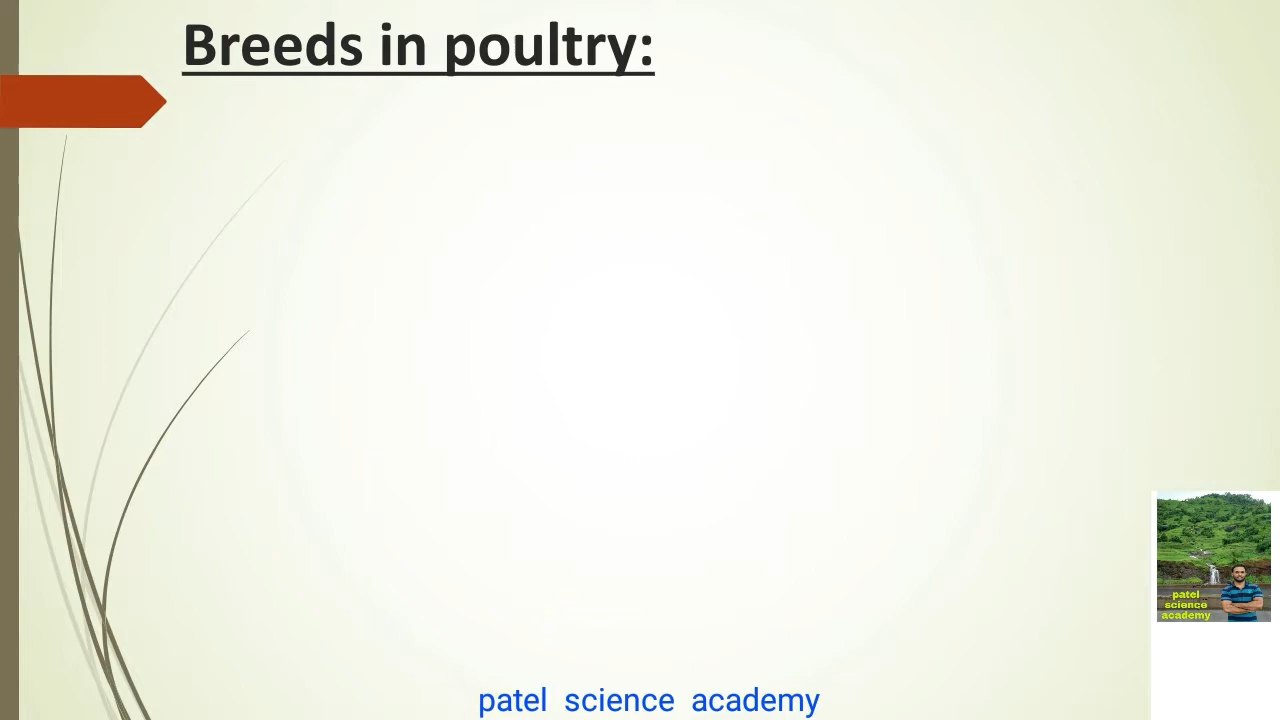 Breeds in poultry:
patel
science
academy
patel science academy